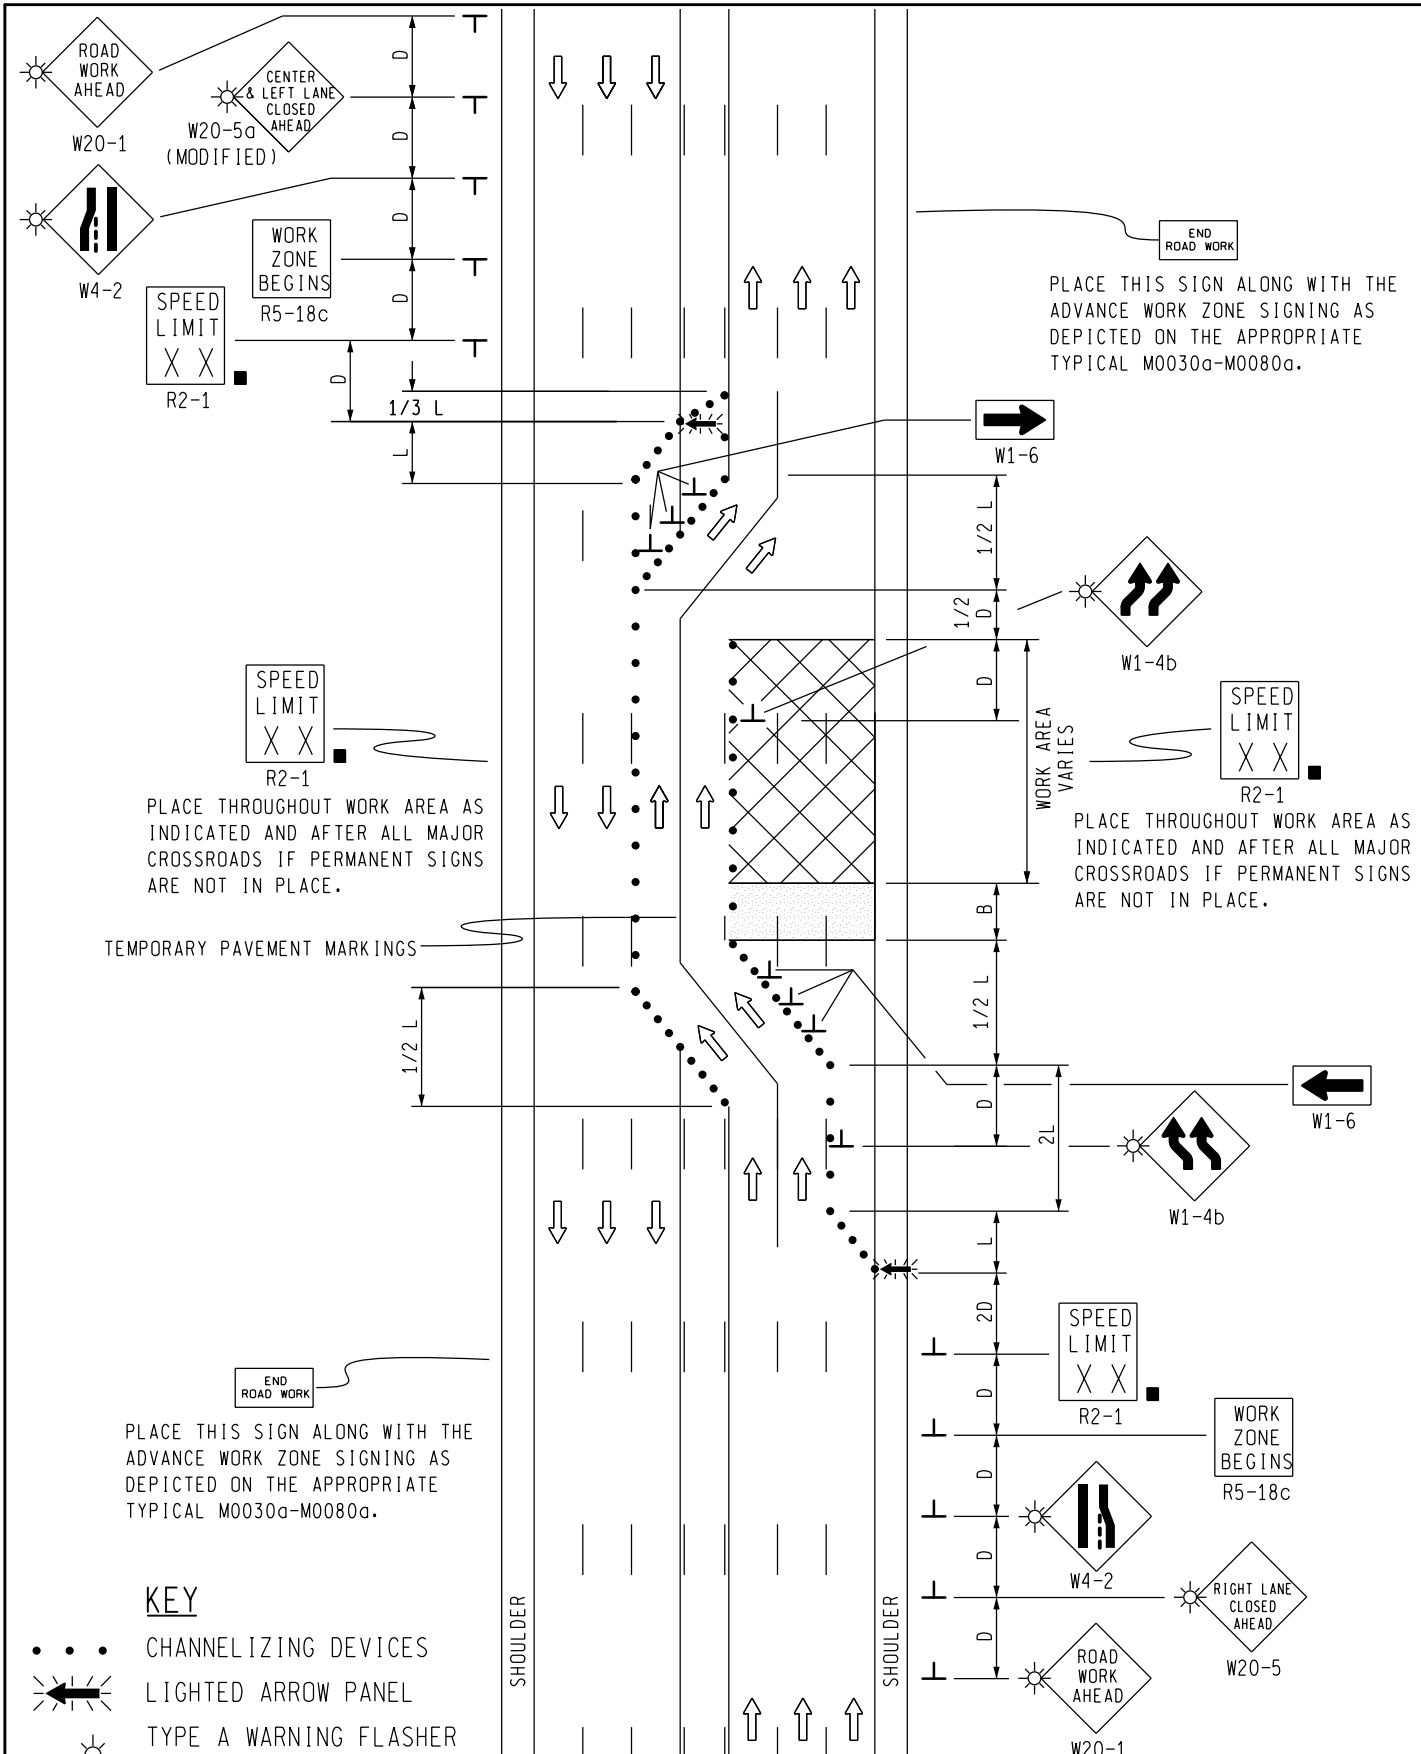 ROAD
WORK
AHEAD
W20-1
CENTER
& LEFT LANE
CLOSED
AHEAD
W20-5a
(MODIFIED)
W4-2
WORK
ZONE
BEGINS
R5-18c
SPEED
LIMIT
X X
R2-1
D
D
D
D
D
1/3 L
L
END
ROAD WORK
PLACE THIS SIGN ALONG WITH THE
ADVANCE WORK ZONE SIGNING AS
DEPICTED ON THE APPROPRIATE
TYPICAL M0030a-M0080a.
W1-6
1/2 L
1/2 D
D
W1-4b
WORK AREA
VARIES
SPEED
LIMIT
X X
R2-1
PLACE THROUGHOUT WORK AREA AS
INDICATED AND AFTER ALL MAJOR
CROSSROADS IF PERMANENT SIGNS
ARE NOT IN PLACE.
SPEED
LIMIT
X X
R2-1
PLACE THROUGHOUT WORK AREA AS
INDICATED AND AFTER ALL MAJOR
CROSSROADS IF PERMANENT SIGNS
ARE NOT IN PLACE.
TEMPORARY PAVEMENT MARKINGS
1/2 L
B
1/2 L
D
2L
W1-6
W1-4b
L
2D
D
D
D
D
SPEED
LIMIT
X X
R2-1
WORK
ZONE
BEGINS
R5-18c
W4-2
RIGHT LANE
CLOSED
AHEAD
W20-5
ROAD
WORK
AHEAD
W20-1
END
ROAD WORK
PLACE THIS SIGN ALONG WITH THE
ADVANCE WORK ZONE SIGNING AS
DEPICTED ON THE APPROPRIATE
TYPICAL M0030a-M0080a.
SHOULDER
SHOULDER
KEY
CHANNELIZING DEVICES
LIGHTED ARROW PANEL
TYPE A WARNING FLASHER